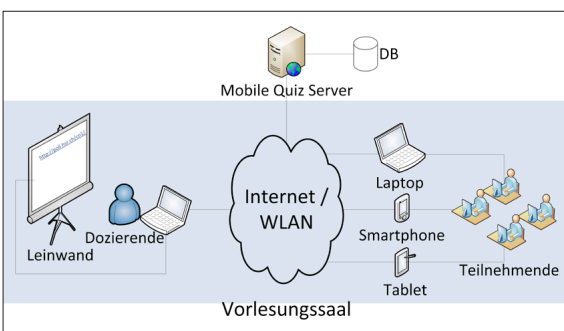 DB
Mobile Quiz Server
Internet /
WLAN
Laptop
Smartphone
Tablet
Teilnehmende
Dozierende
Leinwand
Vorlesungssaal